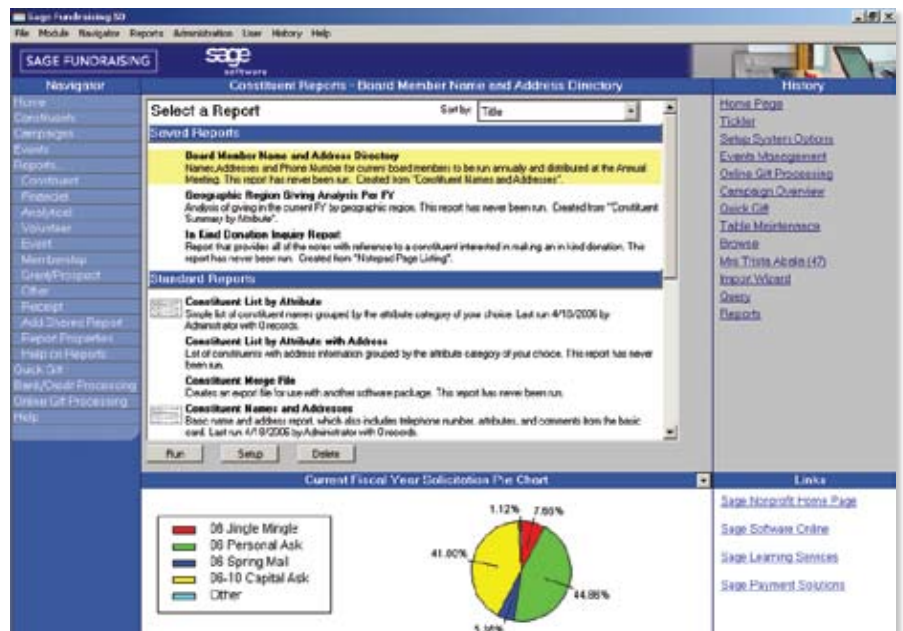 Sage Fundraising 50
File Module Navigator Reports Administration User History Help
SAGE FUNDRAISING
sage
software
Navigator
Home
Constituents
Campaigns
Events
Reports
Constituent
Financial
Analytical
Volunteer
Event
Membership
Grant/Prospect
Other
Receipt
Add Shared Report
Report Properties
Help on Reports
Quick Gift
Bank/Credit Processing
Online Gift Processing
Help
Constituent Reports - Board Member Name and Address Directory
Select a Report
Sort by: Title
Saved Reports
Board Member Name and Address Directory
Names, Addresses and Phone Number for current board members to be run annually and distributed at the Annual
Meeting. This report has never been run. Created from "Constituent Names and Addresses".
Geographic Region Giving Analysis Per FY
Analysis of giving in the current FY by geographic region. This report has never been run. Created from "Constituent
Summary by Attribute".
In Kind Donation Inquiry Report
Report that provides all of the notes with reference to a constituent interested in making an in kind donation. This
report has never been run. Created from "Notepad Page Listing".
Standard Reports
Constituent List by Attribute
Simple list of constituent names grouped by the attribute category of your choice. Last run 4/18/2006 by
Administrator with 0 records.
Constituent List by Attribute with Address
List of constituents with address information grouped by the attribute category of your choice. This report has never
been run.
Constituent Merge File
Creates an export file for use with another software package. This report has never been run.
Constituent Names and Addresses
Basic name and address report, which also includes telephone number, attributes, and comments from the basic
card. Last run 4/18/2006 by Administrator with 0 records.
Run Setup Delete
Current Fiscal Year Solicitation Pie Chart
06 Jingle Mingle
06 Personal Ask
06 Spring Mail
06-10 Capital Ask
Other
1.12% 7.86%
41.00%
44.86%
5.16%
History
Home Page
Tickler
Setup System Options
Events Management
Online Gift Processing
Campaign Overview
Quick Gift
Table Maintenance
Browse
Mrs Trista Abala (47)
Import Wizard
Query
Reports
Links
Sage Nonprofit Home Page
Sage Software Online
Sage Learning Services
Sage Payment Solutions